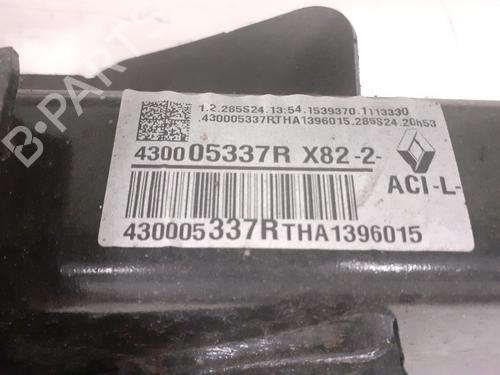 1.2.285S24.13:54.1539370.1113330
.430005337RTHA1396015.285S24.20h53
430005337R X82-2-
ACI-L-
430005337RTHA1396015
B-PARTS